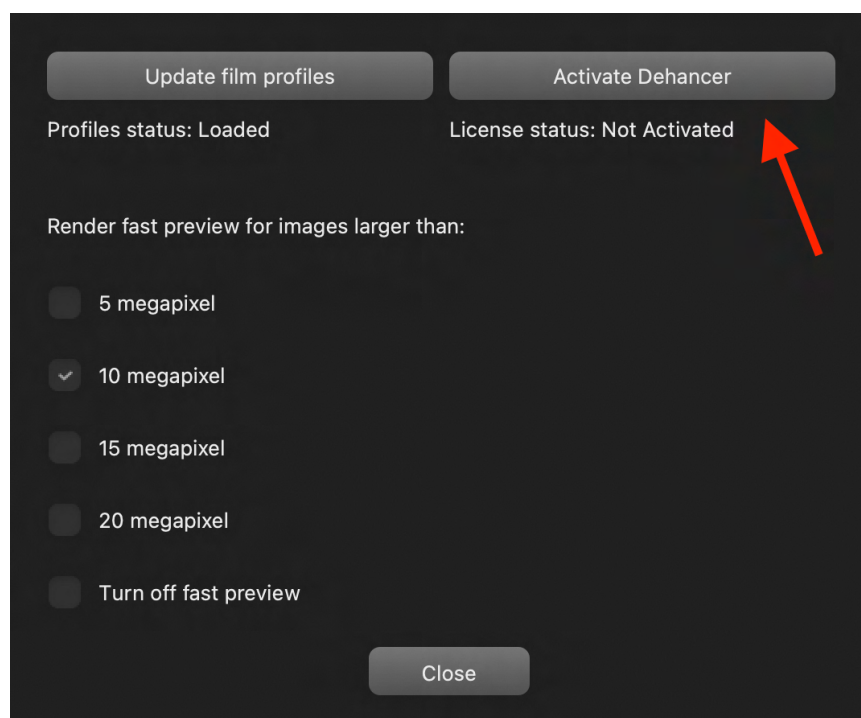 Update film profiles
Activate Dehancer
Profiles status: Loaded
License status: Not Activated
Render fast preview for images larger than:
5 megapixel
10 megapixel
15 megapixel
20 megapixel
Turn off fast preview
Close